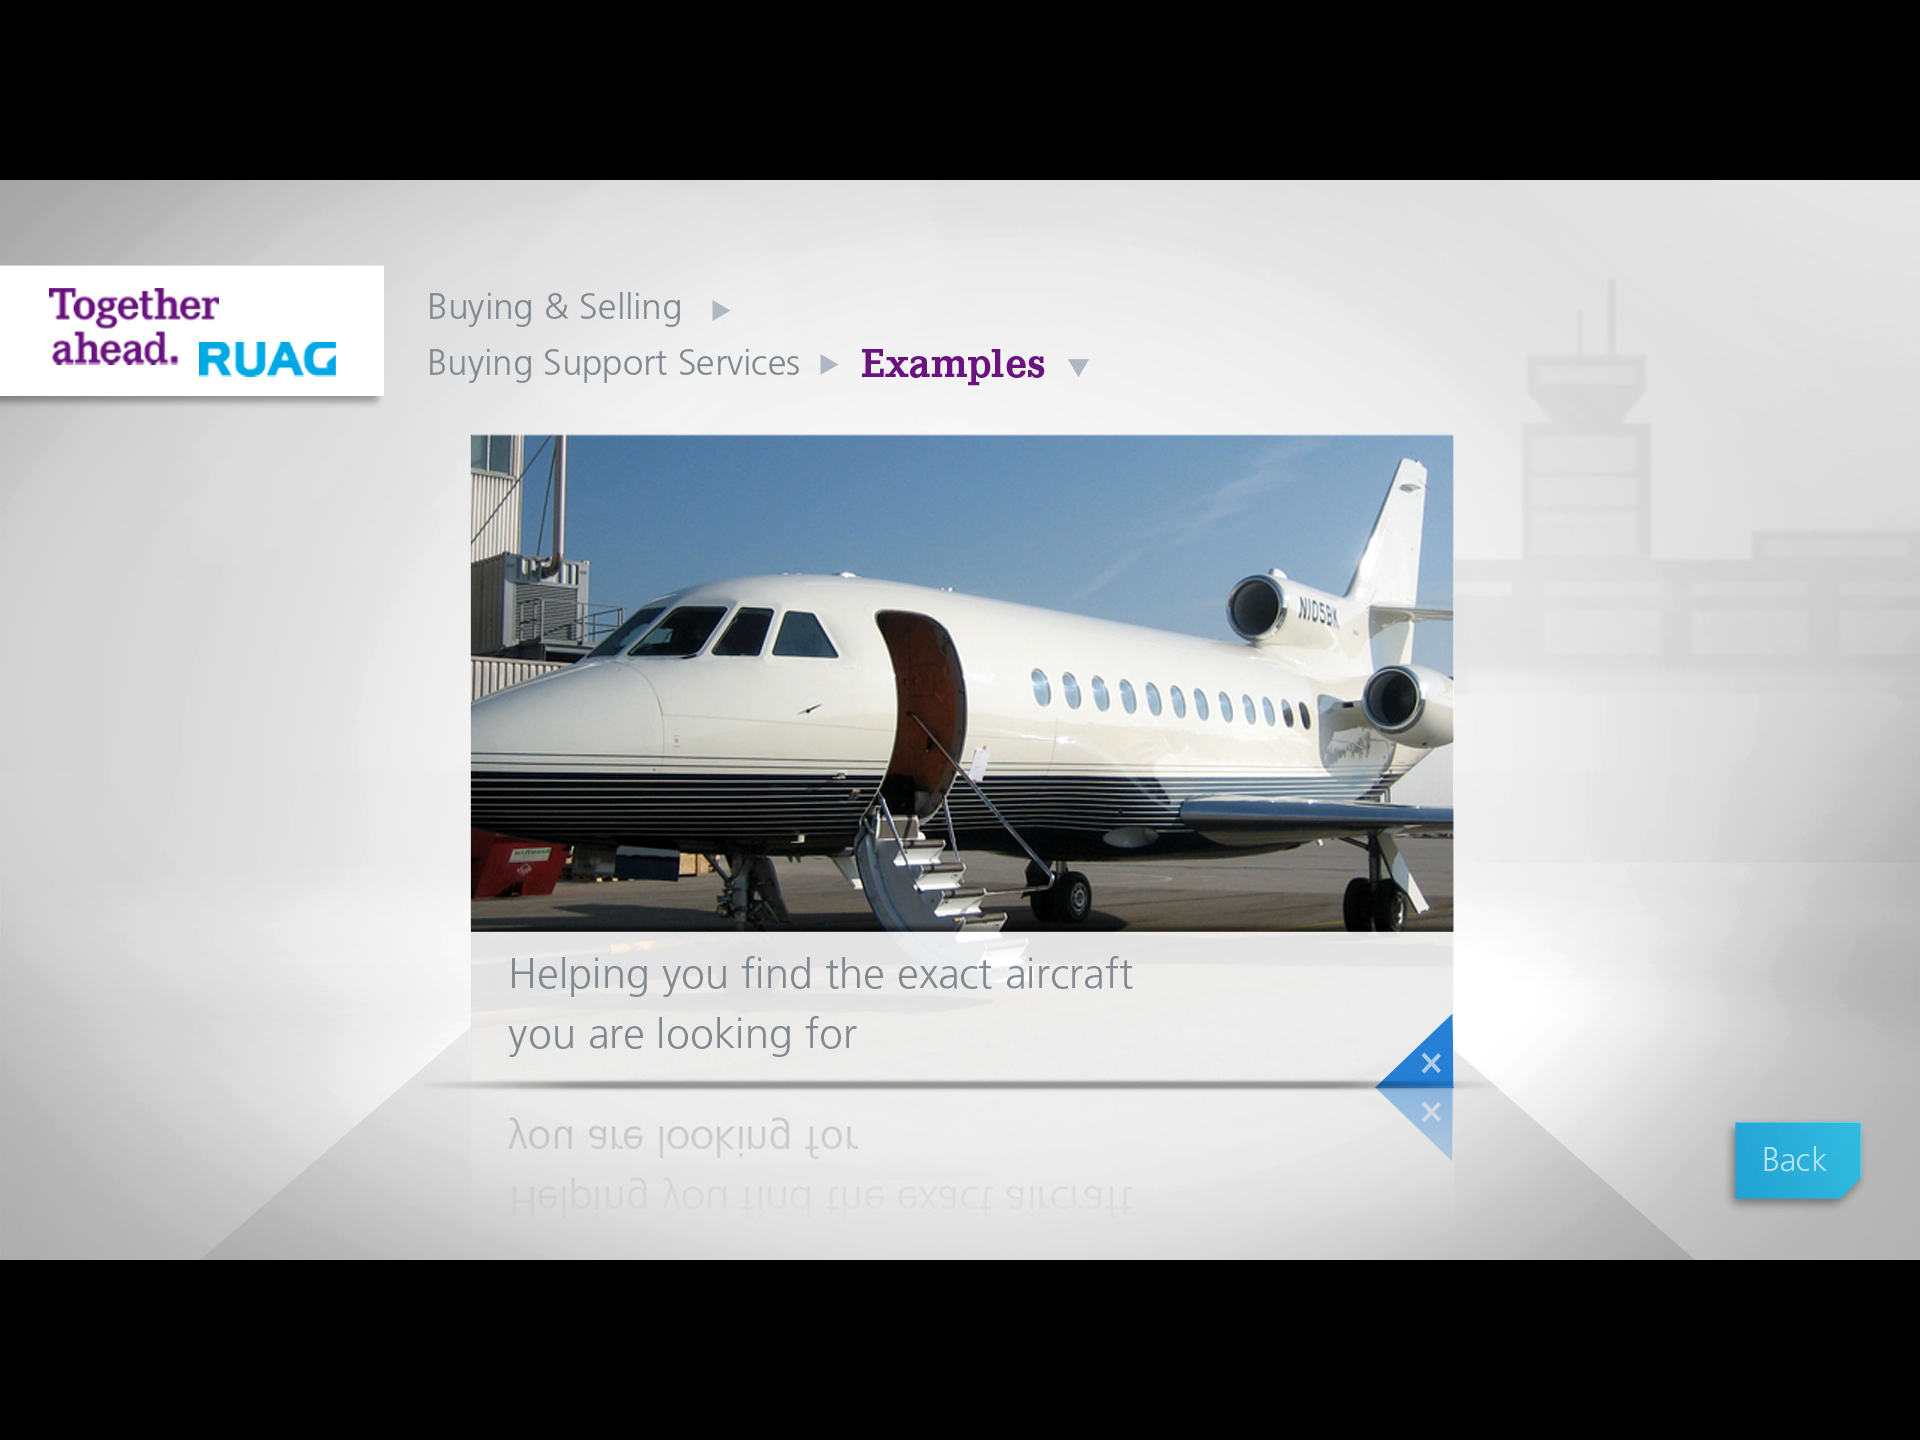 Together
ahead. RUAG
Buying & Selling
Buying Support Services
Examples
N105BK
Helping you find the exact aircraft
you are looking for
Back